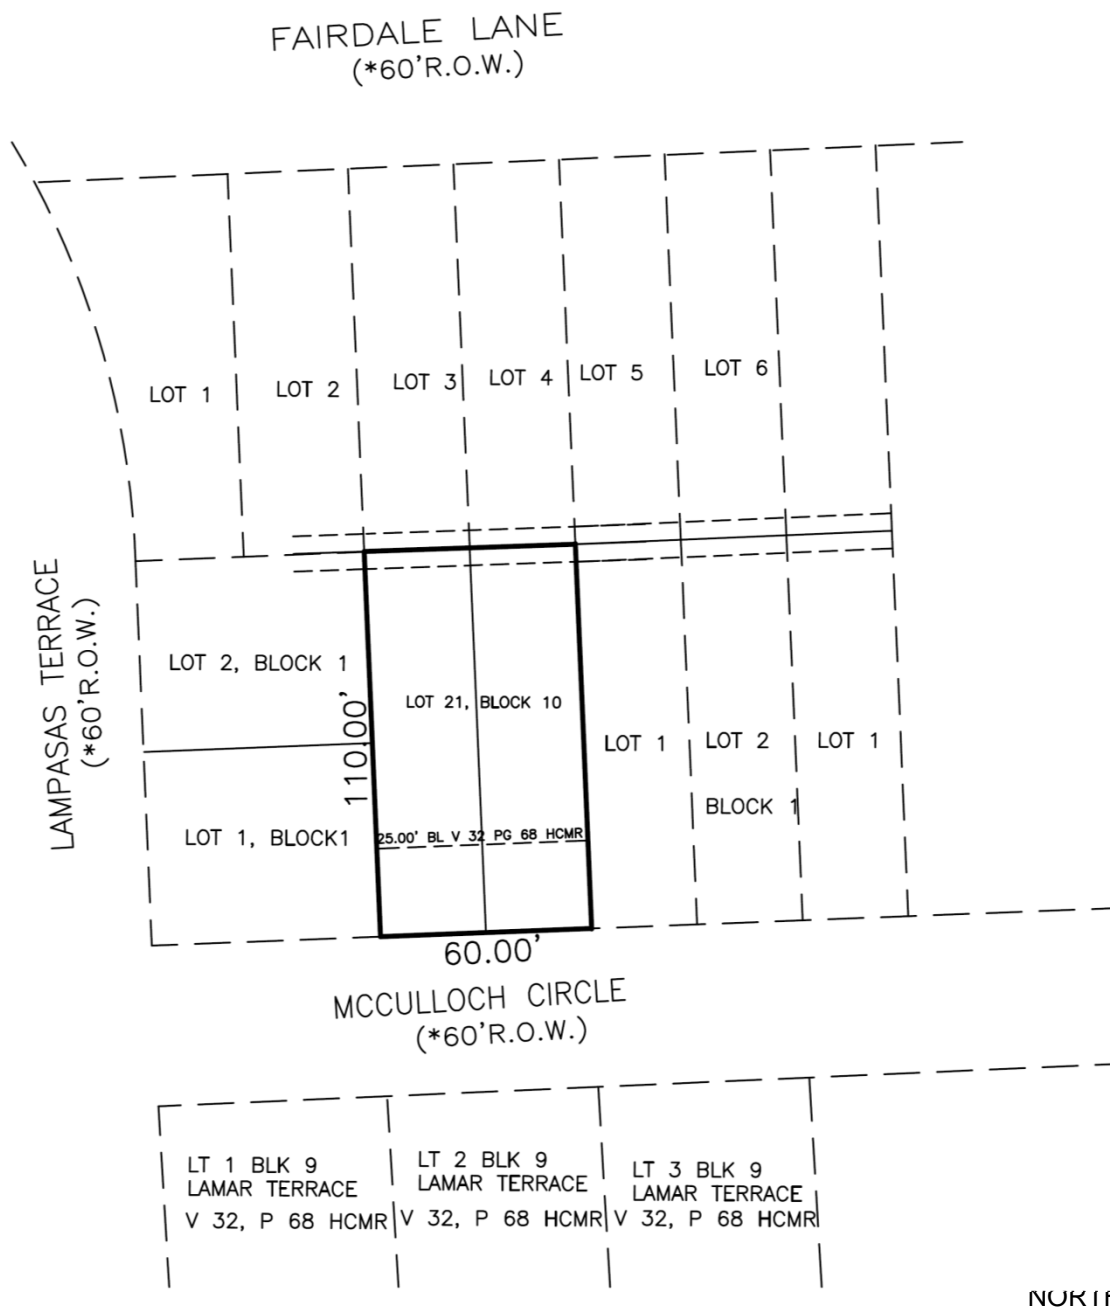 FAIRDALE LANE
(*60'R.O.W.)
LOT 1
LOT 2
LOT 3
LOT 4
LOT 5
LOT 6
LAMPASAS TERRACE
(*60'R.O.W.)
LOT 2, BLOCK 1
LOT 1, BLOCK1
110.00'
LOT 21, BLOCK 10
25.00' BL V 32 PG 68 HCMR
60.00'
LOT 1
LOT 2
BLOCK 1
LOT 1
MCCULLOCH CIRCLE
(*60'R.O.W.)
LT 1 BLK 9
LAMAR TERRACE
V 32, P 68 HCMR
LT 2 BLK 9
LAMAR TERRACE
V 32, P 68 HCMR
LT 3 BLK 9
LAMAR TERRACE
V 32, P 68 HCMR